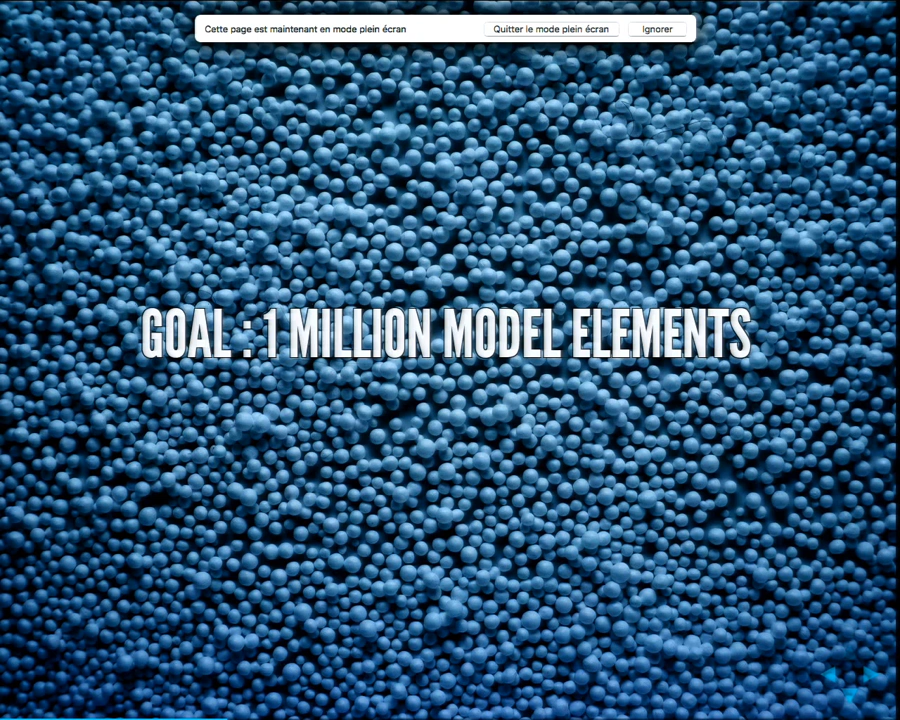 Cette page est maintenant en mode plein écran
Quitter le mode plein écran
Ignorer
GOAL : 1 MILLION MODEL ELEMENTS